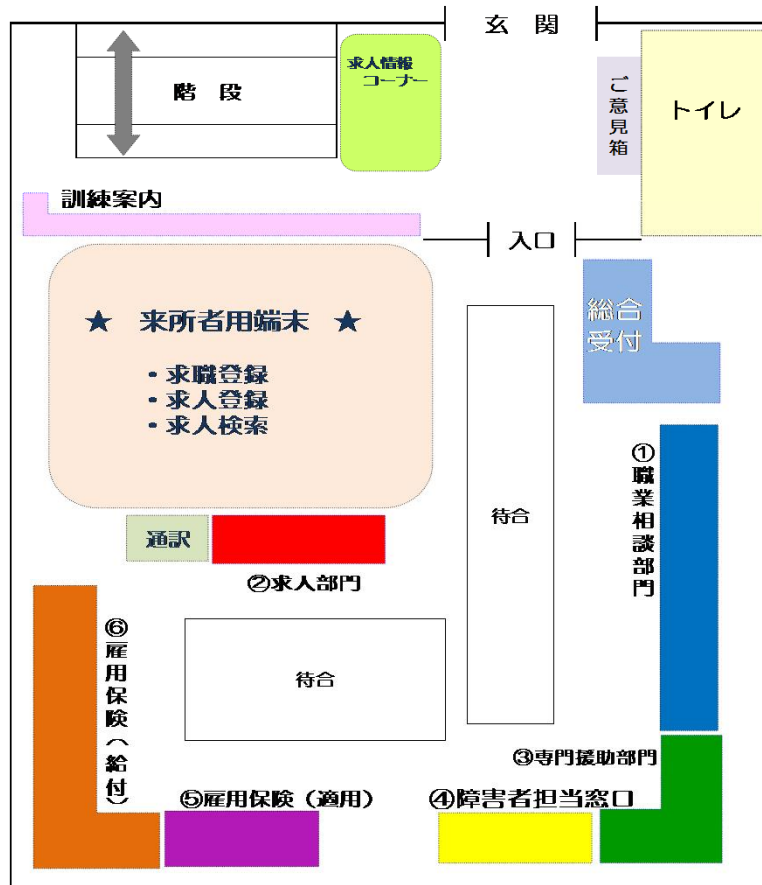 玄　関
求人情報
コーナー
階　段
ご意見箱
トイレ
訓練案内
入口
総合
受付
★　来所者用端末　★
・求職登録
・求人登録
・求人検索
①職業相談部門
待合
通訳
②求人部門
⑥雇用保険（給付）
待合
③専門援助部門
⑤雇用保険（適用）
④障害者担当窓口